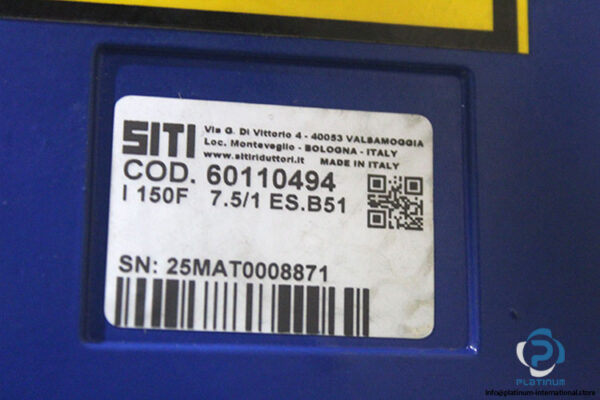 SITI
Via G. Di Vittorio 4 - 40053 VALSAMOGGIA
Loc. Monteveglio - BOLOGNA - ITALY
www.sitiriduttori.it MADE IN ITALY
COD. 60110494
I 150F 7.5/1 ES.B51
SN: 25MAT0008871
PLATINUM
info@platinum-international.store